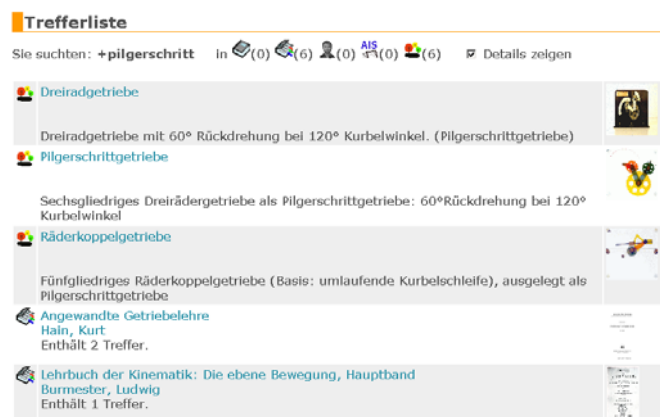 Trefferliste
Sie suchten: +pilgerschritt in (0) (6) (0) AIS (0) (6) Details zeigen
Dreiradgetriebe
Dreiradgetriebe mit 60° Rückdrehung bei 120° Kurbelwinkel. (Pilgerschrittgetriebe)
Pilgerschrittgetriebe
Sechsgliedriges Dreirädergetriebe als Pilgerschrittgetriebe: 60°Rückdrehung bei 120°
Kurbelwinkel
Räderkoppelgetriebe
Fünfgliedriges Räderkoppelgetriebe (Basis: umlaufende Kurbelschleife), ausgelegt als
Pilgerschrittgetriebe
Angewandte Getriebelehre
Hain, Kurt
Enthält 2 Treffer.
Lehrbuch der Kinematik: Die ebene Bewegung, Hauptband
Burmester, Ludwig
Enthält 1 Treffer.